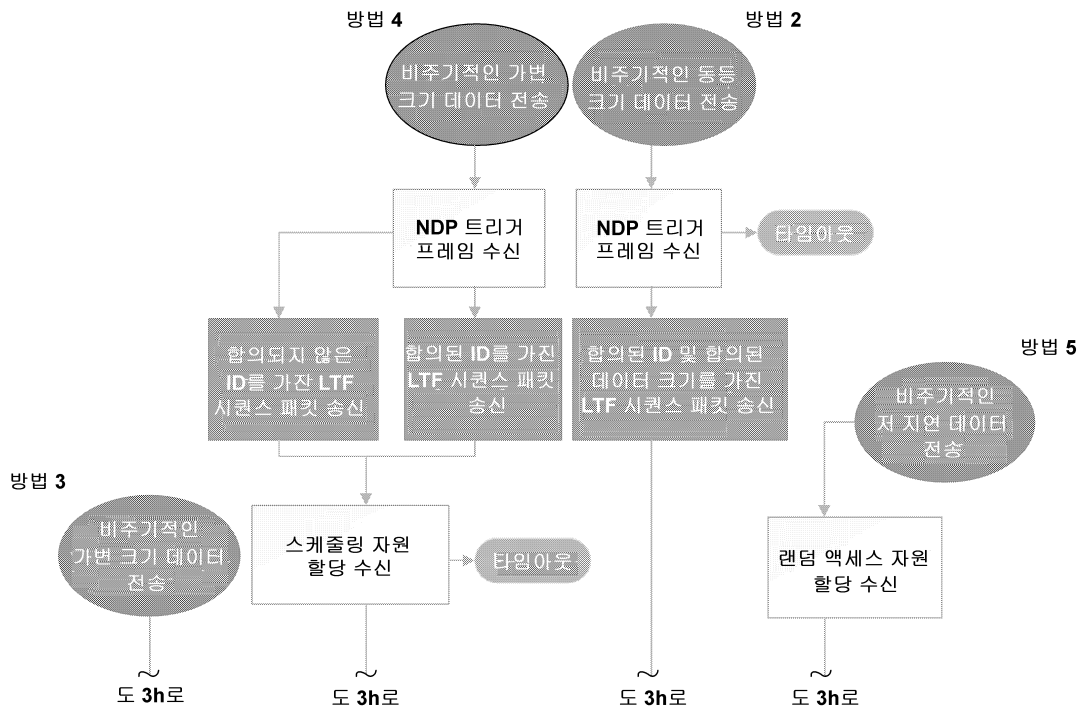 방법 4
방법 2
비주기적인 가변
크기 데이터 전송
비주기적인 동등
크기 데이터 전송
NDP 트리거
프레임 수신
NDP 트리거
프레임 수신
타임아웃
합의되지 않은
ID를 가잔 LTF
시퀀스 패킷 송신
합의된 ID를 가진
LTF 시퀀스 패킷
송신
합의된 ID 및 합의된
데이터 크기를 가진
LTF 시퀀스 패킷 송신
방법 5
비주기적인
저 지연 데이터
전송
방법 3
비주기적인
가변 크기 데이터
전송
스케줄링 자원
할당 수신
타임아웃
랜덤 액세스 자원
할당 수신
도 3h로
도 3h로
도 3h로
도 3h로